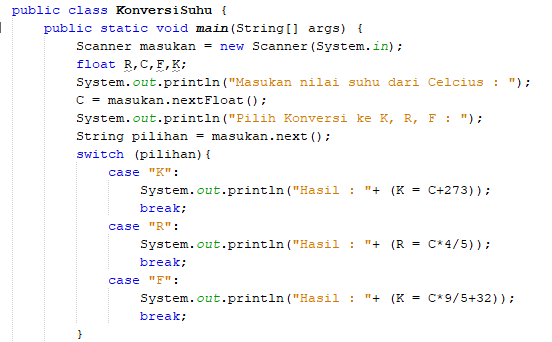 public class KonversiSuhu {
public static void main(String[] args) {
Scanner masukan = new Scanner(System.in);
float R,C,F,K;
System.out.println("Masukan nilai suhu dari Celcius : ");
C = masukan.nextFloat();
System.out.println("Pilih Konversi ke K, R, F : ");
String pilihan = masukan.next();
switch (pilihan){
case "K":
System.out.println("Hasil : "+ (K = C+273));
break;
case "R":
System.out.println("Hasil : "+ (R = C*4/5));
break;
case "F":
System.out.println("Hasil : "+ (K = C*9/5+32));
break;
}